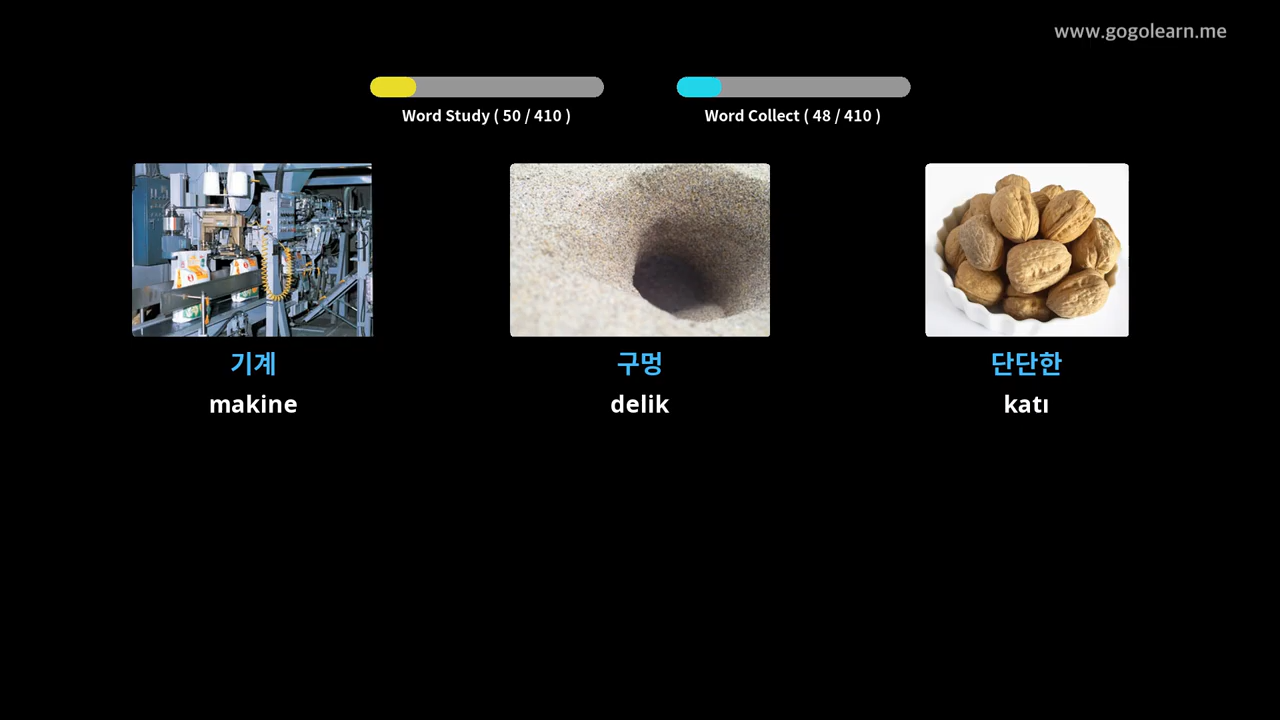 www.gogolearn.me
Word Study ( 50 / 410 )
Word Collect ( 48 / 410 )
기계
구멍
단단한
makine
delik
katı